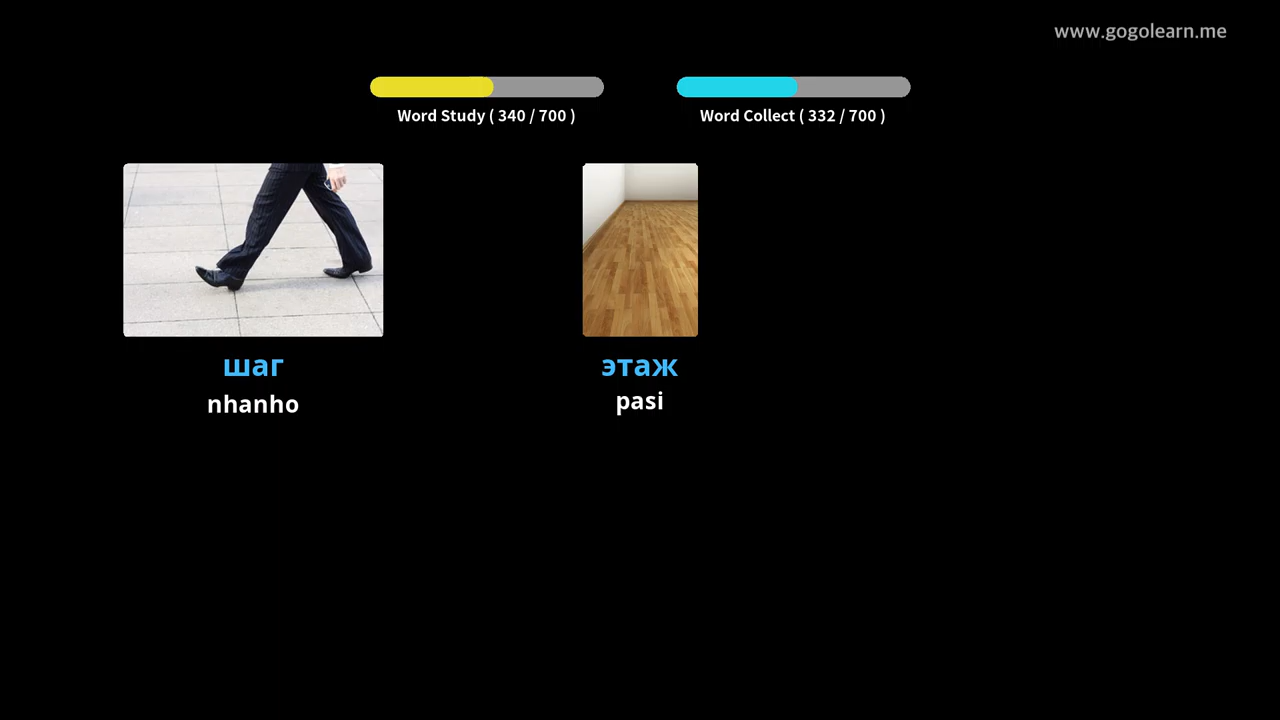 www.gogolearn.me
Word Study ( 340 / 700 )
Word Collect ( 332 / 700 )
шаг
nhanho
этаж
pasi